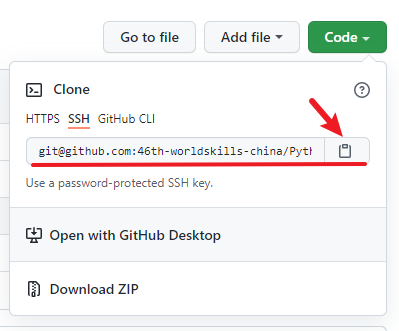 Go to file Add file Code
Clone
HTTPS SSH GitHub CLI
git@github.com:46th-worldskills-china/Pyth
Use a password-protected SSH key.
Open with GitHub Desktop
Download ZIP